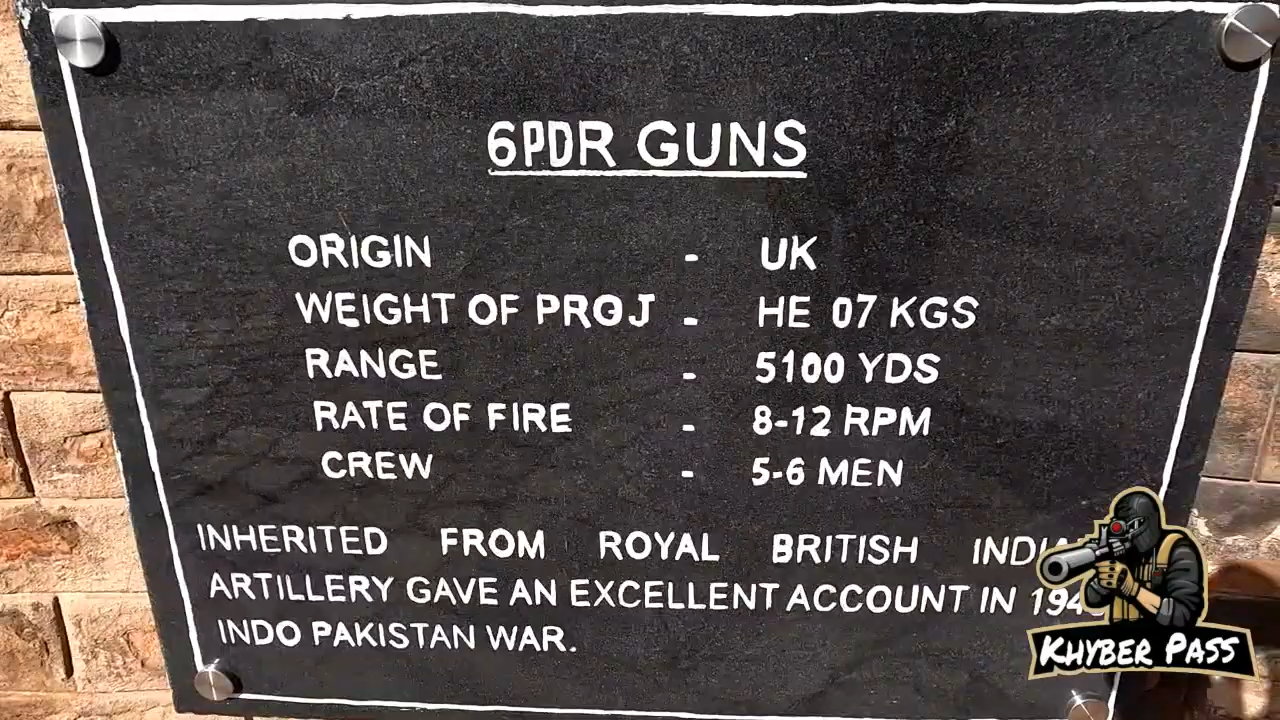 6PDR GUNS
ORIGIN - UK
WEIGHT OF PROJ - HE 07 KGS
RANGE - 5100 YDS
RATE OF FIRE - 8-12 RPM
CREW - 5-6 MEN
INHERITED FROM ROYAL BRITISH
ARTILLERY GAVE AN EXCELLENT ACCOUNT IN
INDO PAKISTAN WAR.
KHYBER PASS